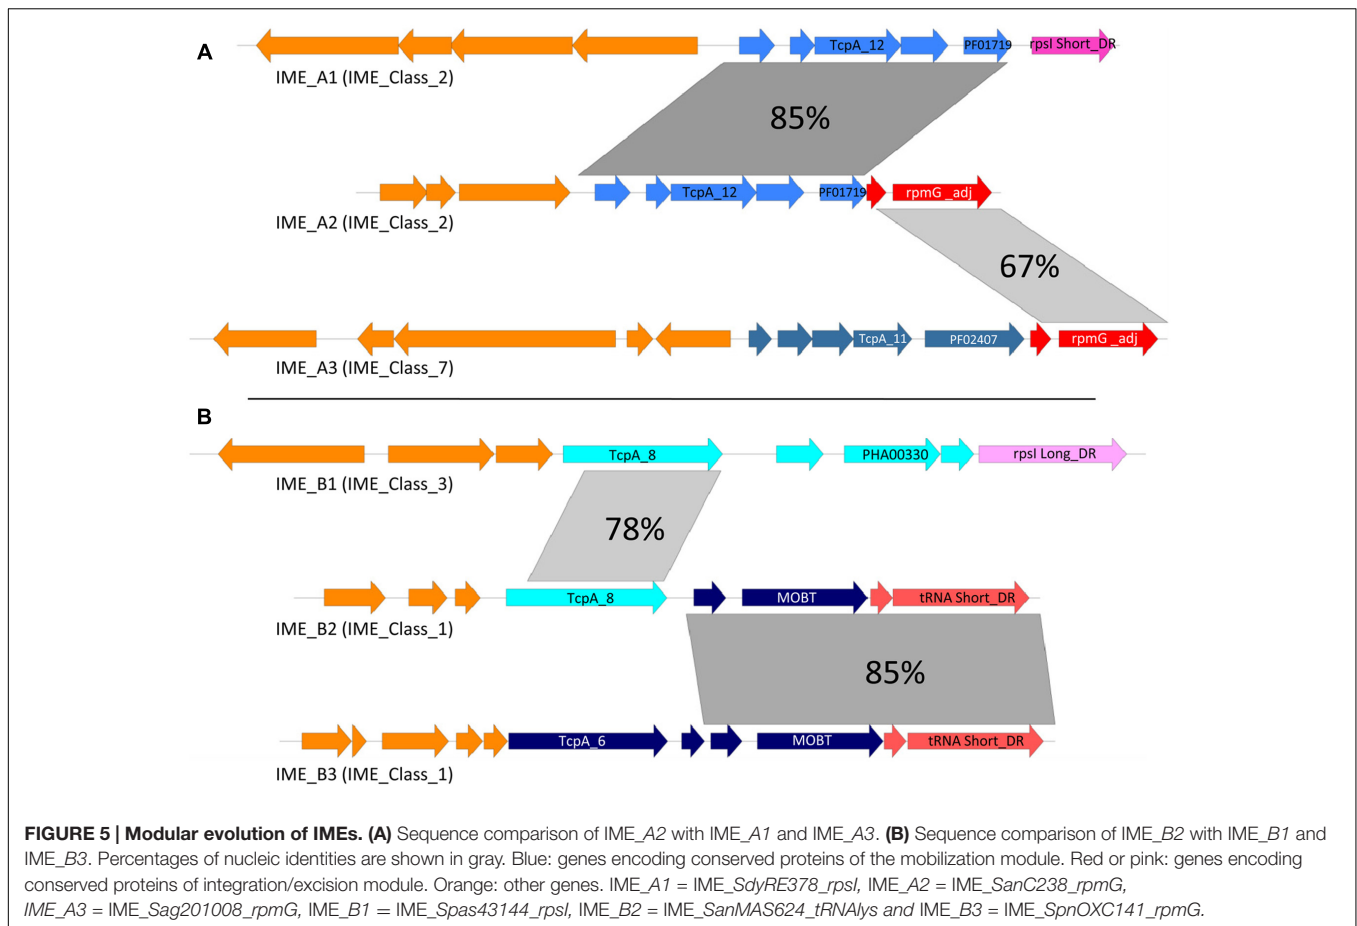 A
TcpA_12
PF01719
rpsI Short_DR
IME_A1 (IME_Class_2)
85%
TcpA_12
PF01719
rpmG _adj
IME_A2 (IME_Class_2)
67%
TcpA_11
PF02407
rpmG _adj
IME_A3 (IME_Class_7)
B
TcpA_8
PHA00330
rpsI Long_DR
IME_B1 (IME_Class_3)
78%
TcpA_8
MOBT
tRNA Short_DR
IME_B2 (IME_Class_1)
85%
TcpA_6
MOBT
tRNA Short_DR
IME_B3 (IME_Class_1)
FIGURE 5 | Modular evolution of IMEs. (A) Sequence comparison of IME_A2 with IME_A1 and IME_A3. (B) Sequence comparison of IME_B2 with IME_B1 and
IME_B3. Percentages of nucleic identities are shown in gray. Blue: genes encoding conserved proteins of the mobilization module. Red or pink: genes encoding
conserved proteins of integration/excision module. Orange: other genes. IME_A1 = IME_SdyRE378_rpsI, IME_A2 = IME_SanC238_rpmG,
IME_A3 = IME_Sag201008_rpmG, IME_B1 = IME_Spas43144_rpsI, IME_B2 = IME_SanMAS624_tRNAlys and IME_B3 = IME_SpnOXC141_rpmG.